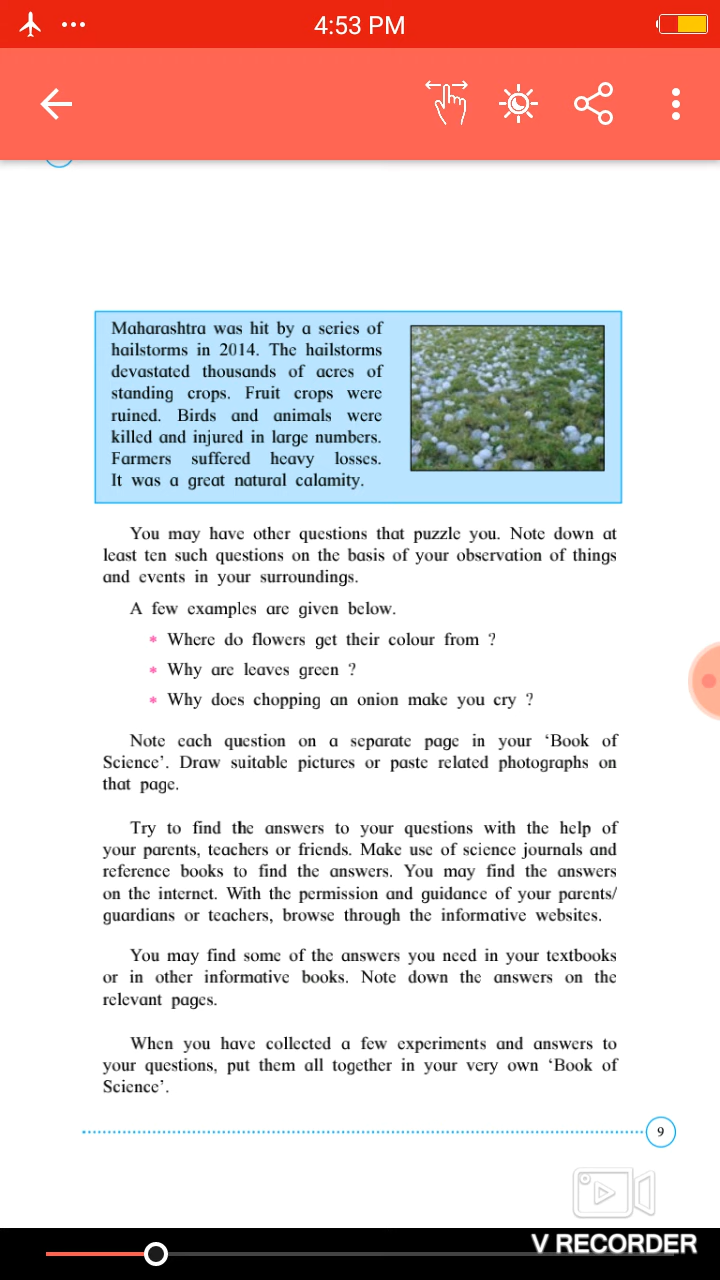 4:53 PM
Maharashtra was hit by a series of
hailstorms in 2014. The hailstorms
devastated thousands of acres of
standing crops. Fruit crops were
ruined. Birds and animals were
killed and injured in large numbers.
Farmers suffered heavy losses.
It was a great natural calamity.
You may have other questions that puzzle you. Note down at
least ten such questions on the basis of your observation of things
and events in your surroundings.
A few examples are given below.
* Where do flowers get their colour from ?
* Why are leaves green ?
* Why does chopping an onion make you cry ?
Note each question on a separate page in your ‘Book of
Science’. Draw suitable pictures or paste related photographs on
that page.
Try to find the answers to your questions with the help of
your parents, teachers or friends. Make use of science journals and
reference books to find the answers. You may find the answers
on the internet. With the permission and guidance of your parents/
guardians or teachers, browse through the informative websites.
You may find some of the answers you need in your textbooks
or in other informative books. Note down the answers on the
relevant pages.
When you have collected a few experiments and answers to
your questions, put them all together in your very own ‘Book of
Science’.
9
V RECORDER